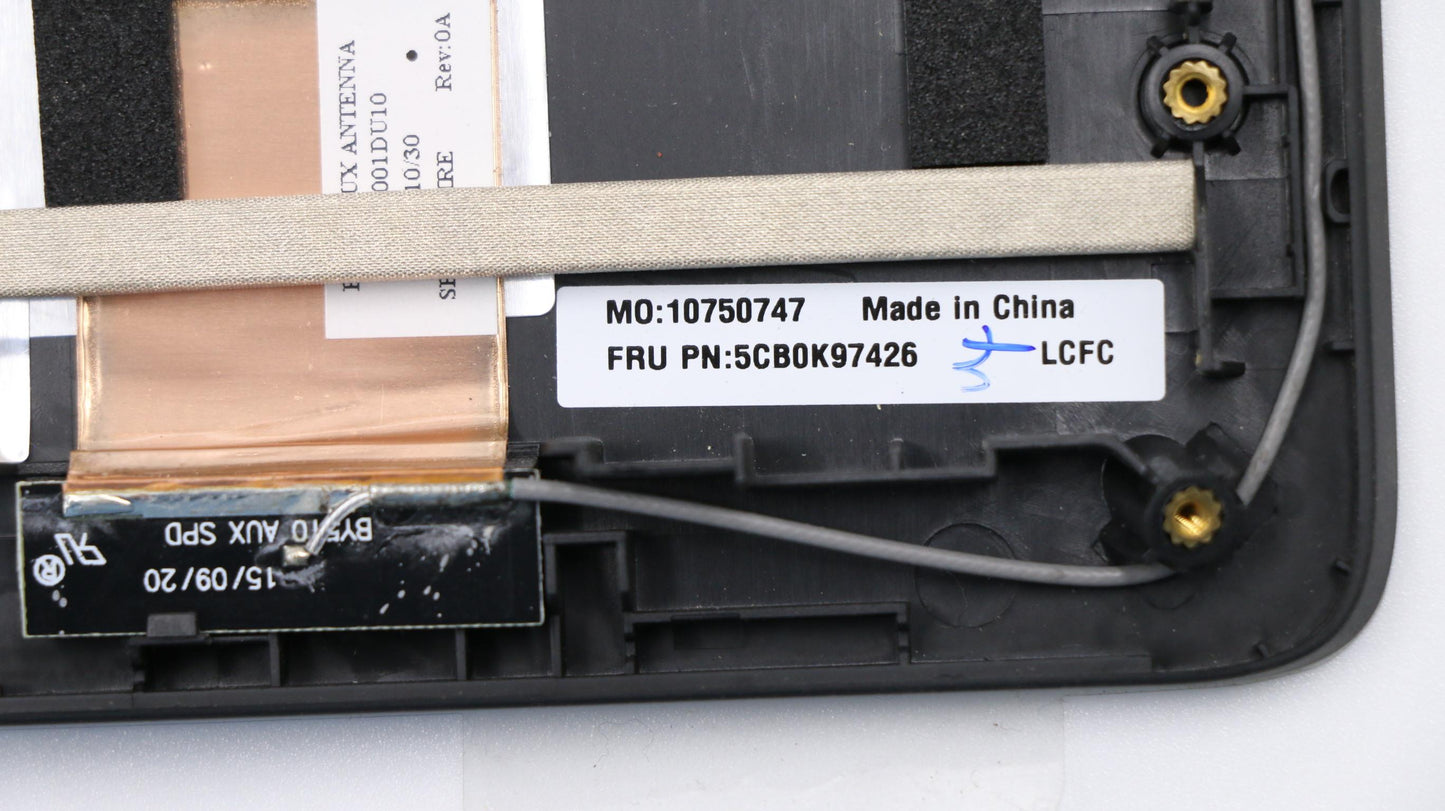 UX ANTENNA
001DU10
10/30
RE Rev:0A
MO:10750747 Made in China
FRU PN:5CB0K97426 LCFC
BY510 AUX SPD
15/09/20
®